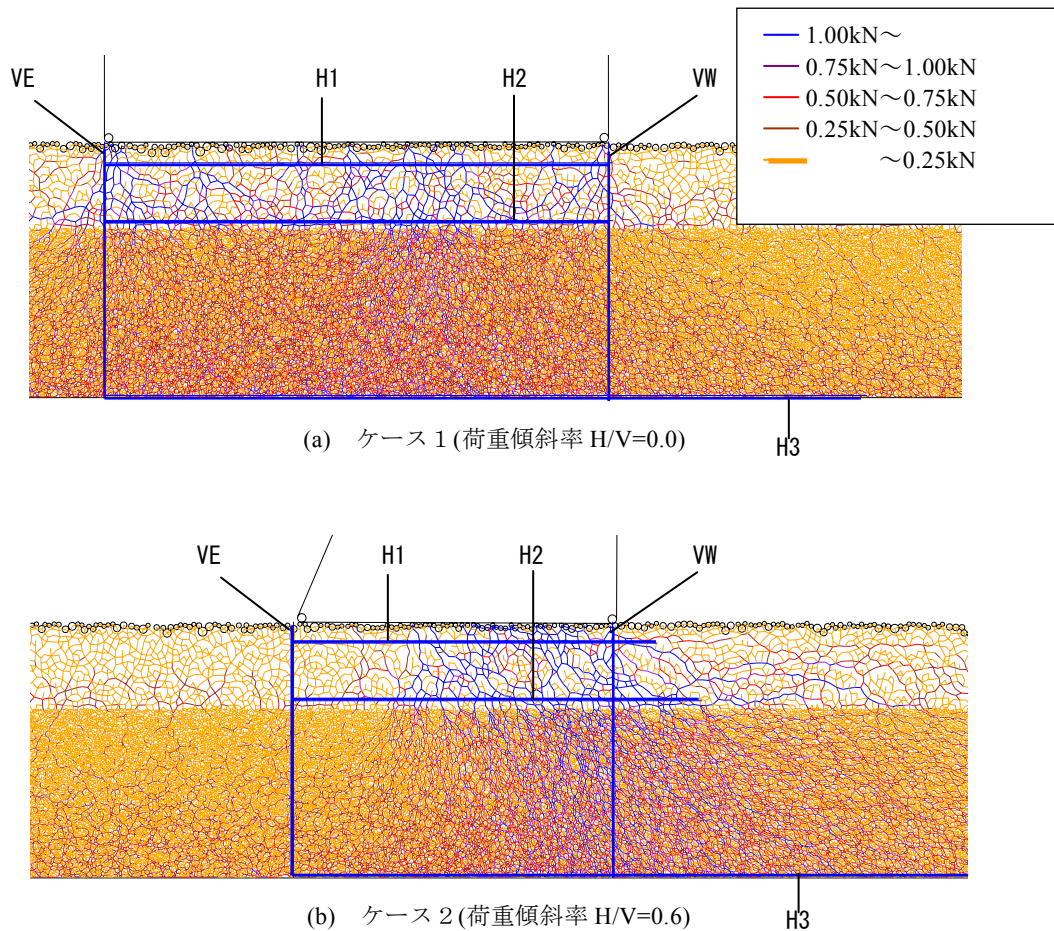 VE
H1
H2
VW
1.00kN～
0.75kN～1.00kN
0.50kN～0.75kN
0.25kN～0.50kN
～0.25kN
(a) ケース１(荷重傾斜率 H/V=0.0)
H3
VE
H1
H2
VW
(b) ケース２(荷重傾斜率 H/V=0.6)
H3